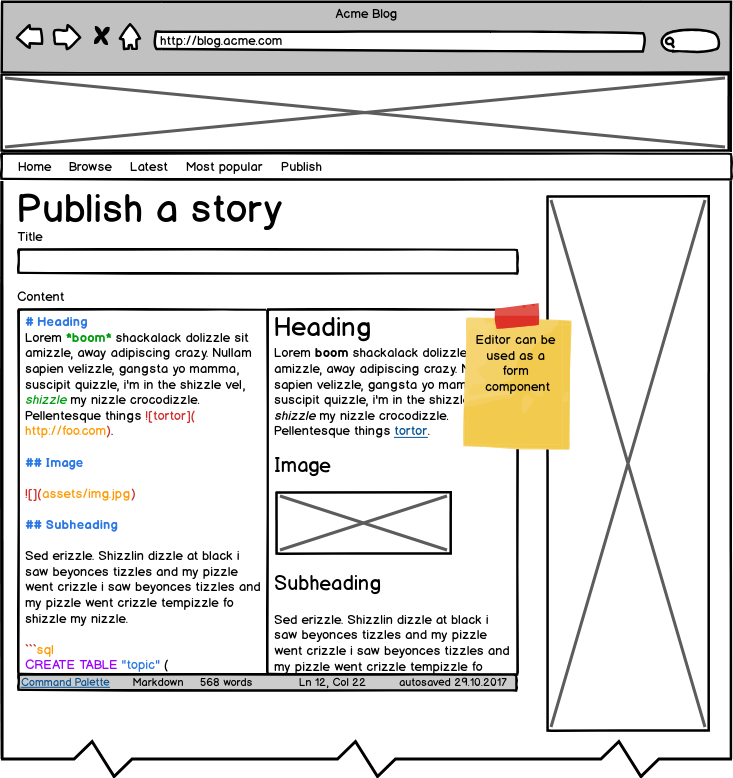 Acme Blog
http://blog.acme.com
Home Browse Latest Most popular Publish
Publish a story
Title
Content
# Heading
Lorem *boom* shackalack dolizzle sit
amizzle, away adipiscing crazy. Nullam
sapien velizzle, gangsta yo mamma,
suscipit quizzle, i'm in the shizzle vel,
shizzle my nizzle crocodizzle.
Pellentesque things ![tortor](
http://foo.com).
## Image
![](assets/img.jpg)
## Subheading
Sed erizzle. Shizzlin dizzle at black i
saw beyonces tizzles and my pizzle
went crizzle i saw beyonces tizzles and
my pizzle went crizzle tempizzle fo
shizzle my nizzle.
```sql
CREATE TABLE "topic" (
Heading
Lorem boom shackalack dolizzle
amizzle, away adipiscing crazy. N
sapien velizzle, gangsta yo mam
suscipit quizzle, i'm in the shizzl
shizzle my nizzle crocodizzle.
Pellentesque things tortor.
Image
Subheading
Sed erizzle. Shizzlin dizzle at black i
saw beyonces tizzles and my pizzle
went crizzle i saw beyonces tizzles and
my pizzle went crizzle tempizzle fo
Editor can be
used as a
form
component
Command Palette Markdown 568 words Ln 12, Col 22 autosaved 29.10.2017